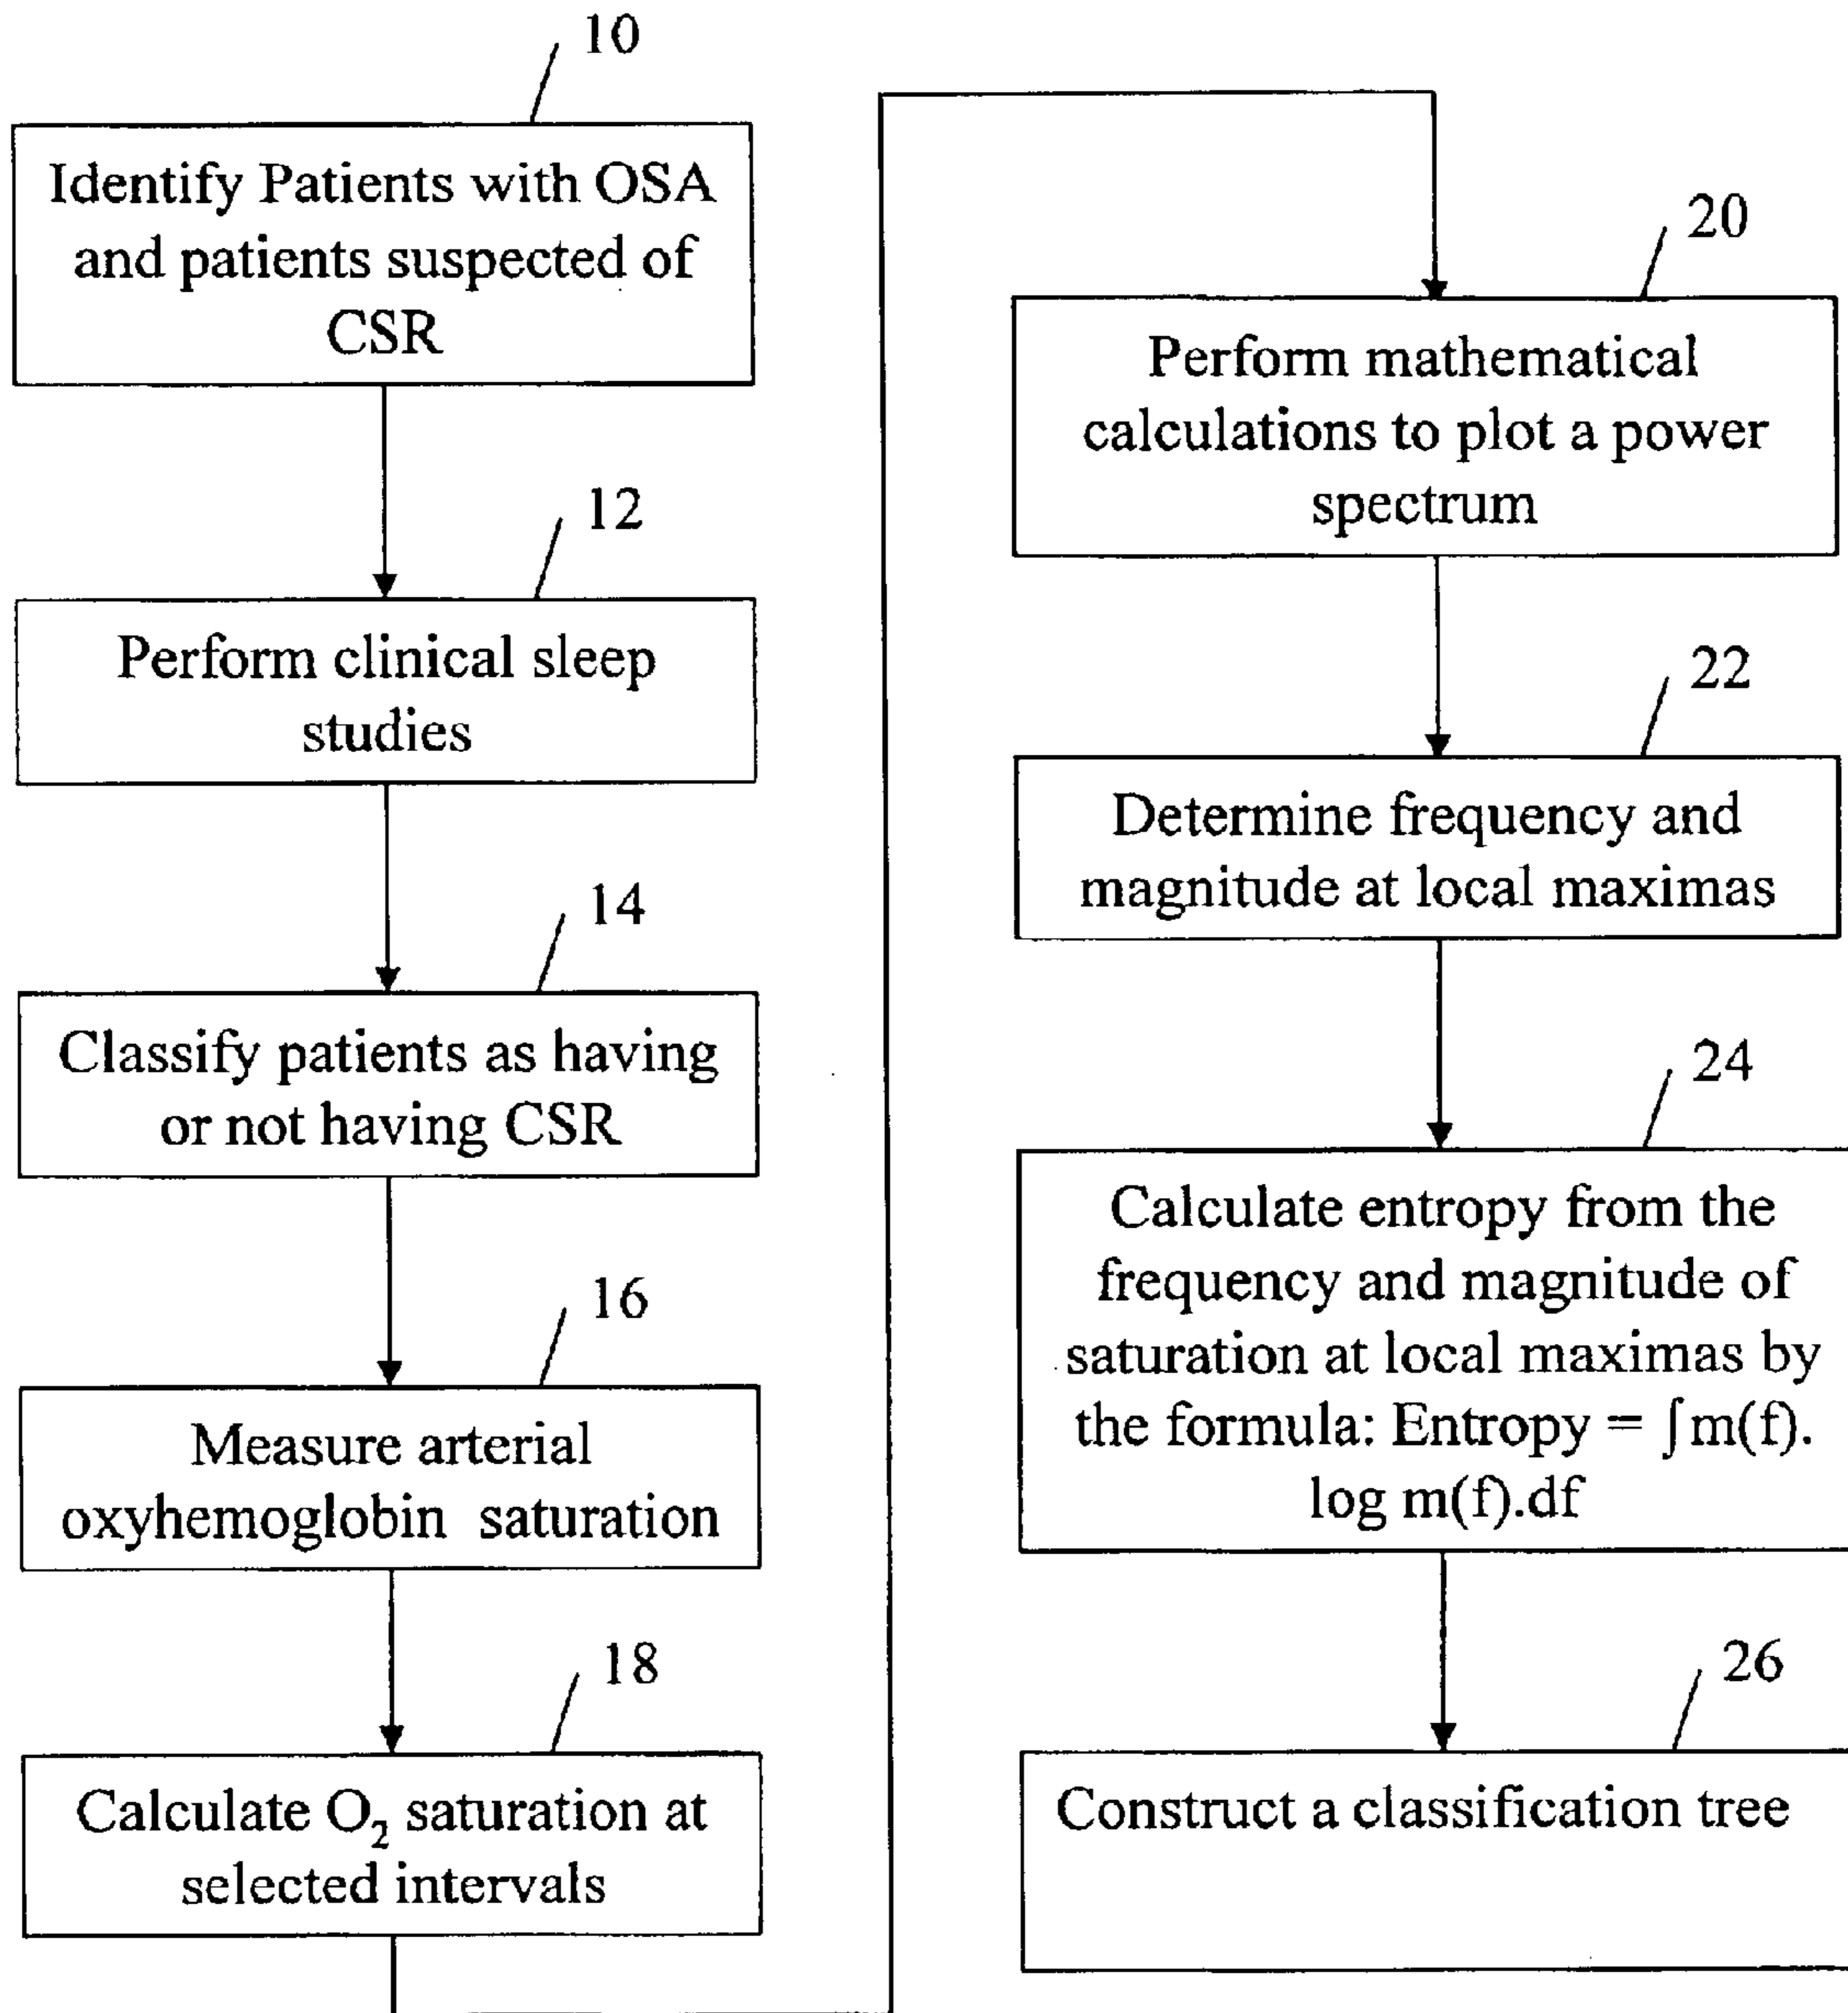 10
Identify Patients with OSA
and patients suspected of
CSR
12
Perform clinical sleep
studies
14
Classify patients as having
or not having CSR
16
Measure arterial
oxyhemoglobin saturation
18
Calculate O₂ saturation at
selected intervals
20
Perform mathematical
calculations to plot a power
spectrum
22
Determine frequency and
magnitude at local maximas
24
Calculate entropy from the
frequency and magnitude of
saturation at local maximas by
the formula: Entropy = ∫m(f).
log m(f).df
26
Construct a classification tree